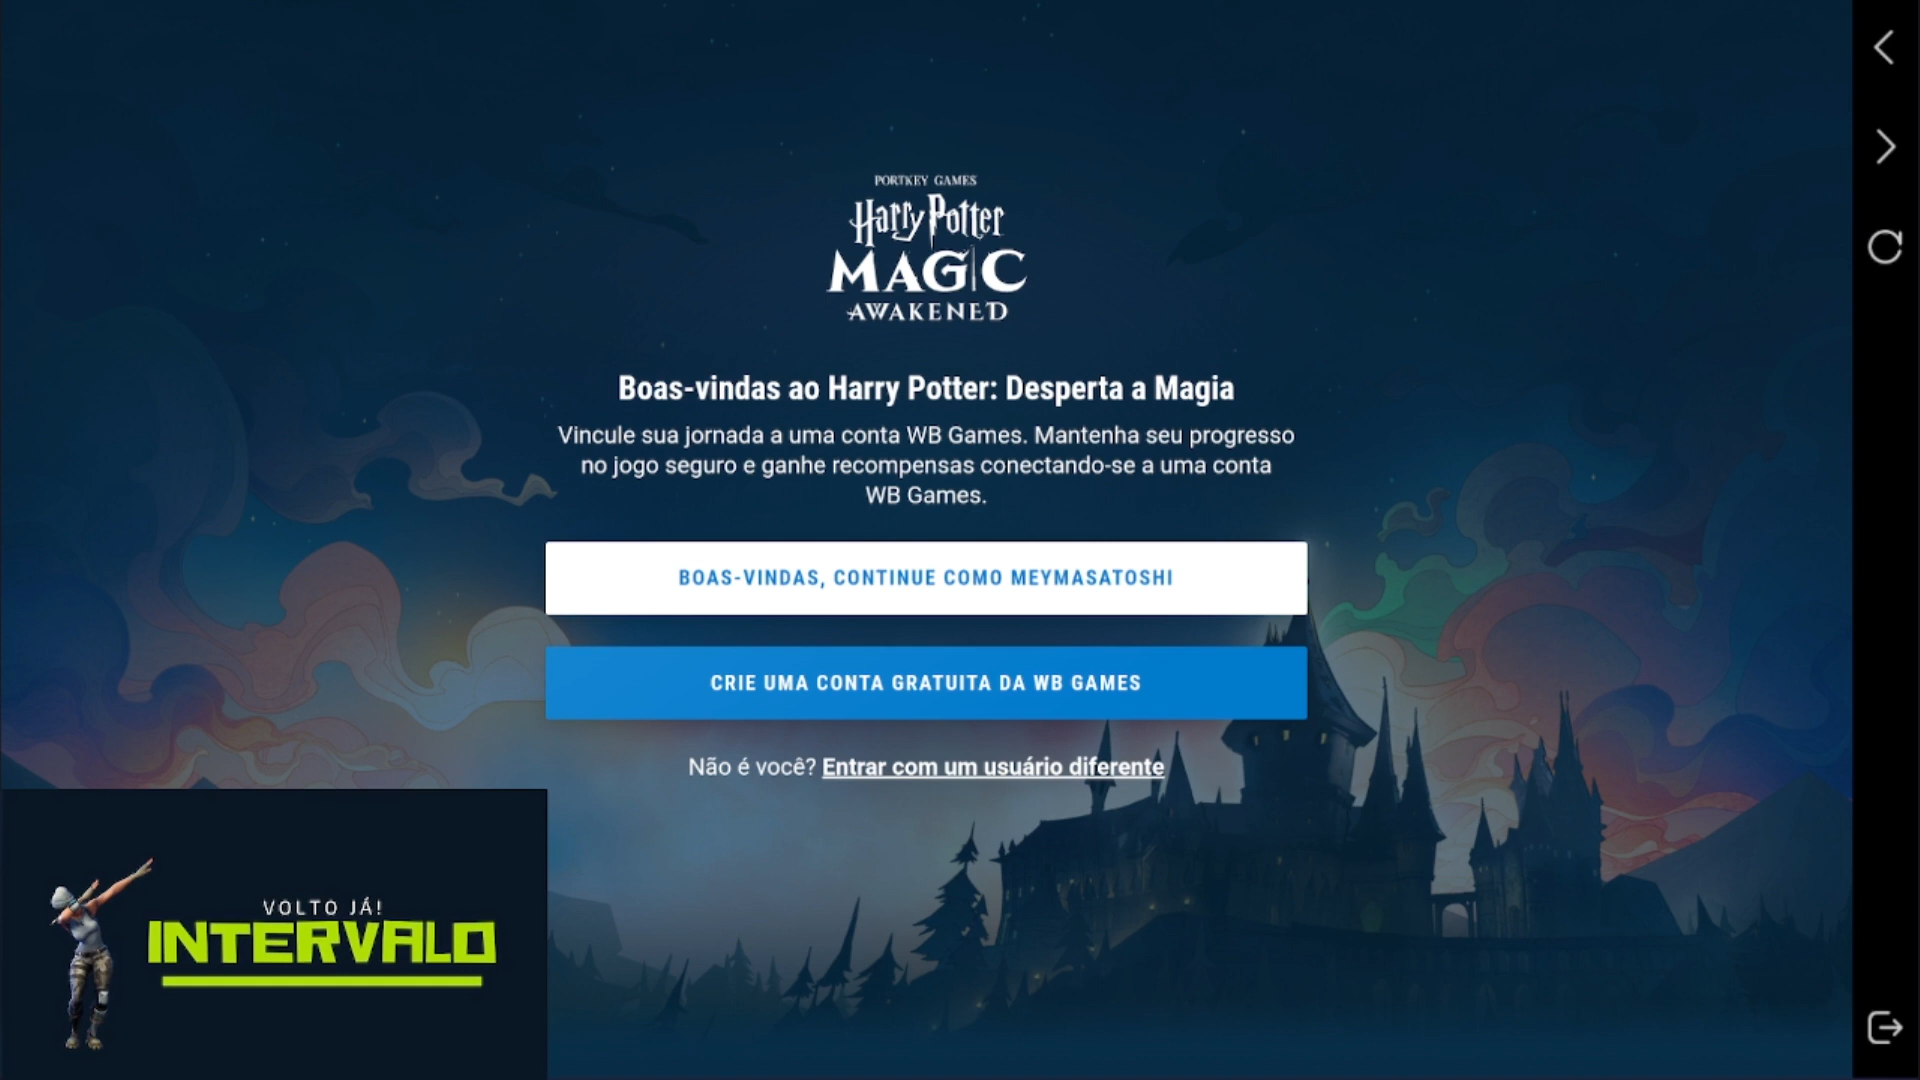 PORTKEY GAMES
Harry Potter
MAGIC
AWAKENED
Boas-vindas ao Harry Potter: Desperta a Magia
Vincule sua jornada a uma conta WB Games. Mantenha seu progresso
no jogo seguro e ganhe recompensas conectando-se a uma conta
WB Games.
BOAS-VINDAS, CONTINUE COMO MEYMASATOSHI
CRIE UMA CONTA GRATUITA DA WB GAMES
Não é você? Entrar com um usuário diferente
VOLTO JÁ!
INTERVALO